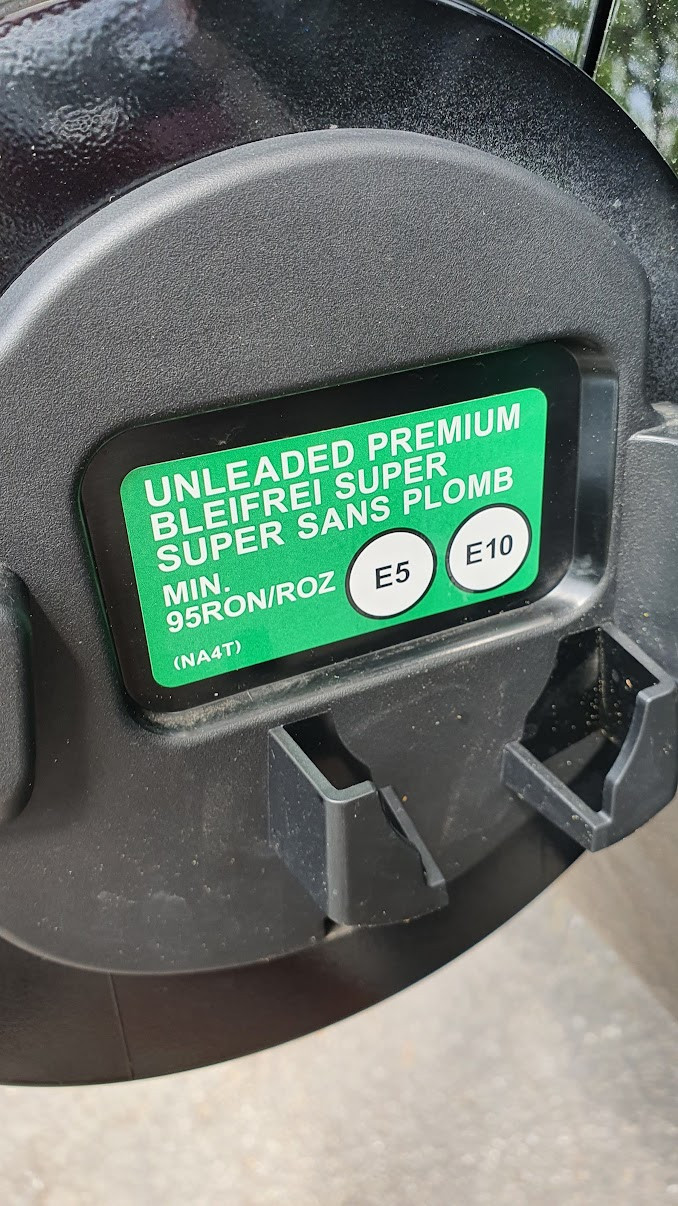 UNLEADED PREMIUM
BLEIFREI SUPER
SUPER SANS PLOMB
MIN.
95RON/ROZ
E5
E10
(NA4T)